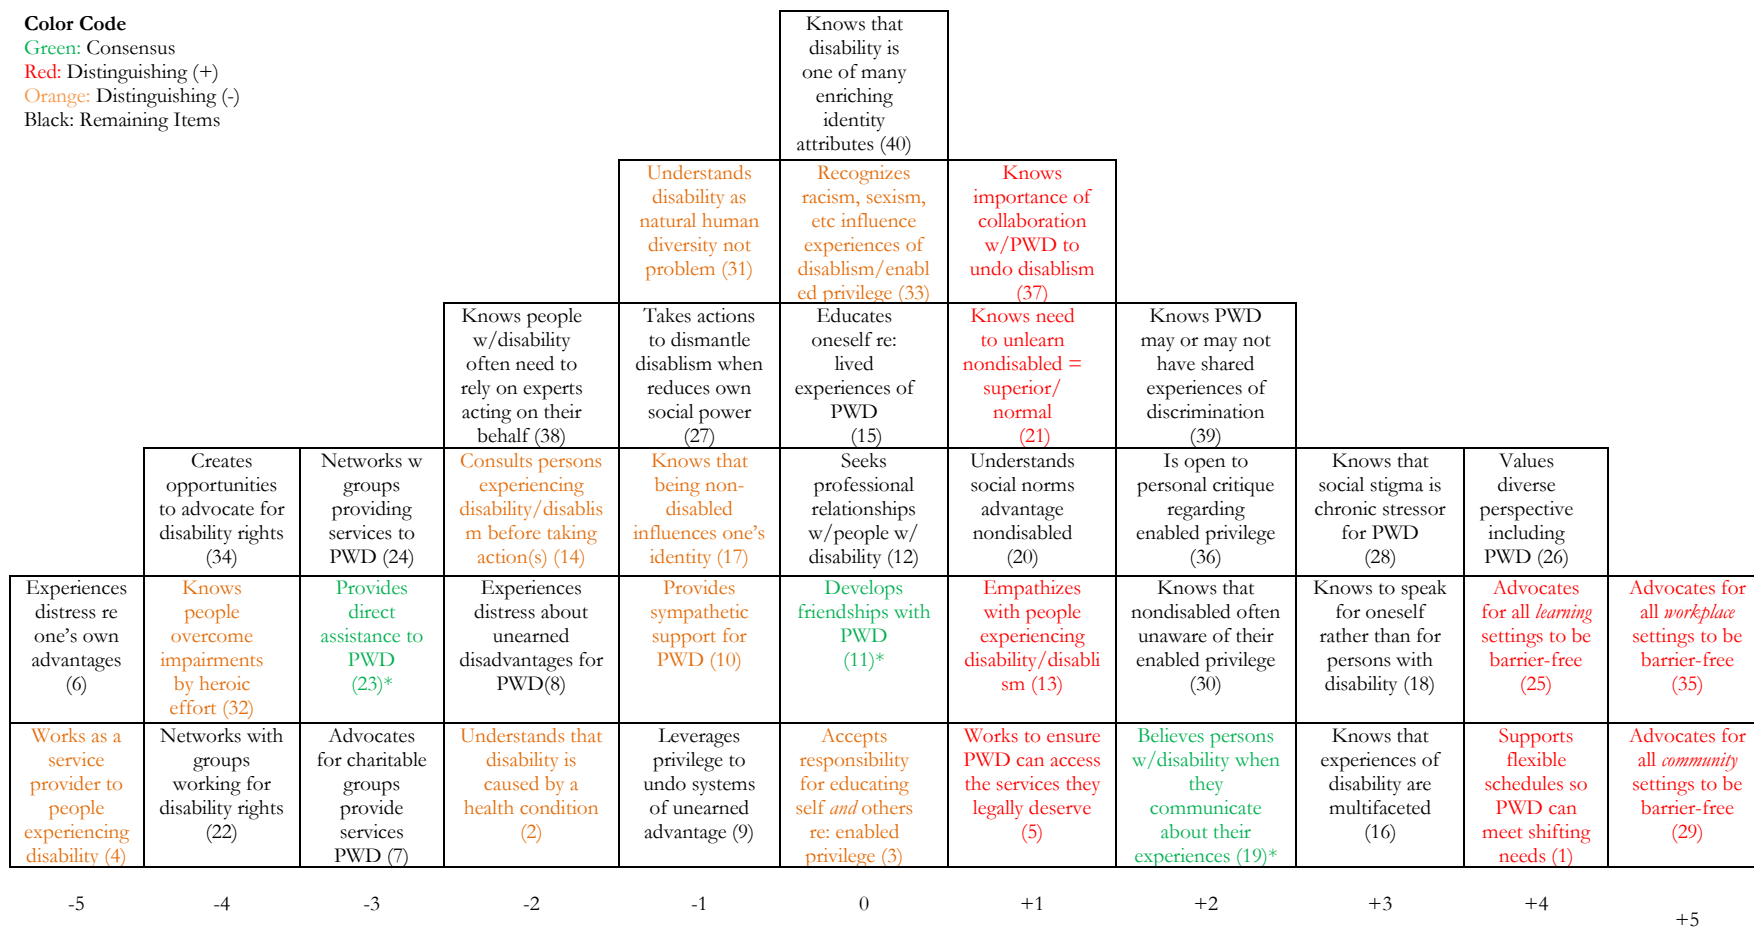 Color Code
Green: Consensus
Red: Distinguishing (+)
Orange: Distinguishing (-)
Black: Remaining Items
Knows that
disability is
one of many
enriching
identity
attributes (40)
Understands
disability as
natural human
diversity not
problem (31)
Recognizes
racism, sexism,
etc influence
experiences of
disablism/enabl
ed privilege (33)
Knows
importance of
collaboration
w/PWD to
undo disablism
(37)
Knows people
w/disability
often need to
rely on experts
acting on their
behalf (38)
Takes actions
to dismantle
disablism when
reduces own
social power
(27)
Educates
oneself re:
lived
experiences of
PWD
(15)
Knows need
to unlearn
nondisabled =
superior/
normal
(21)
Knows PWD
may or may not
have shared
experiences of
discrimination
(39)
Creates
opportunities
to advocate for
disability rights
(34)
Networks w
groups
providing
services to
PWD (24)
Consults persons
experiencing
disability/disablis
m before taking
action(s) (14)
Knows that
being non-
disabled
influences one's
identity (17)
Seeks
professional
relationships
w/people w/
disability (12)
Understands
social norms
advantage
nondisabled
(20)
Is open to
personal critique
regarding
enabled privilege
(36)
Knows that
social stigma is
chronic stressor
for PWD
(28)
Values
diverse
perspective
including
PWD (26)
Experiences
distress re
one's own
advantages
(6)
Knows
people
overcome
impairments
by heroic
effort (32)
Provides
direct
assistance to
PWD
(23)*
Experiences
distress about
unearned
disadvantages for
PWD(8)
Provides
sympathetic
support for
PWD (10)
Develops
friendships with
PWD
(11)*
Empathizes
with people
experiencing
disability/disabli
sm (13)
Knows that
nondisabled often
unaware of their
enabled privilege
(30)
Knows to speak
for oneself
rather than for
persons with
disability (18)
Advocates
for all learning
settings to be
barrier-free
(25)
Advocates for
all workplace
settings to be
barrier-free
(35)
Works as a
service
provider to
people
experiencing
disability (4)
Networks with
groups
working for
disability rights
(22)
Advocates
for charitable
groups
provide
services
PWD (7)
Understands that
disability is
caused by a
health condition
(2)
Leverages
privilege to
undo systems
of unearned
advantage (9)
Accepts
responsibility
for educating
self and others
re: enabled
privilege (3)
Works to ensure
PWD can access
the services they
legally deserve
(5)
Believes persons
w/disability when
they
communicate
about their
experiences (19)*
Knows that
experiences of
disability are
multifaceted
(16)
Supports
flexible
schedules so
PWD can
meet shifting
needs (1)
Advocates for
all community
settings to be
barrier-free
(29)
-5
-4
-3
-2
-1
0
+1
+2
+3
+4
+5